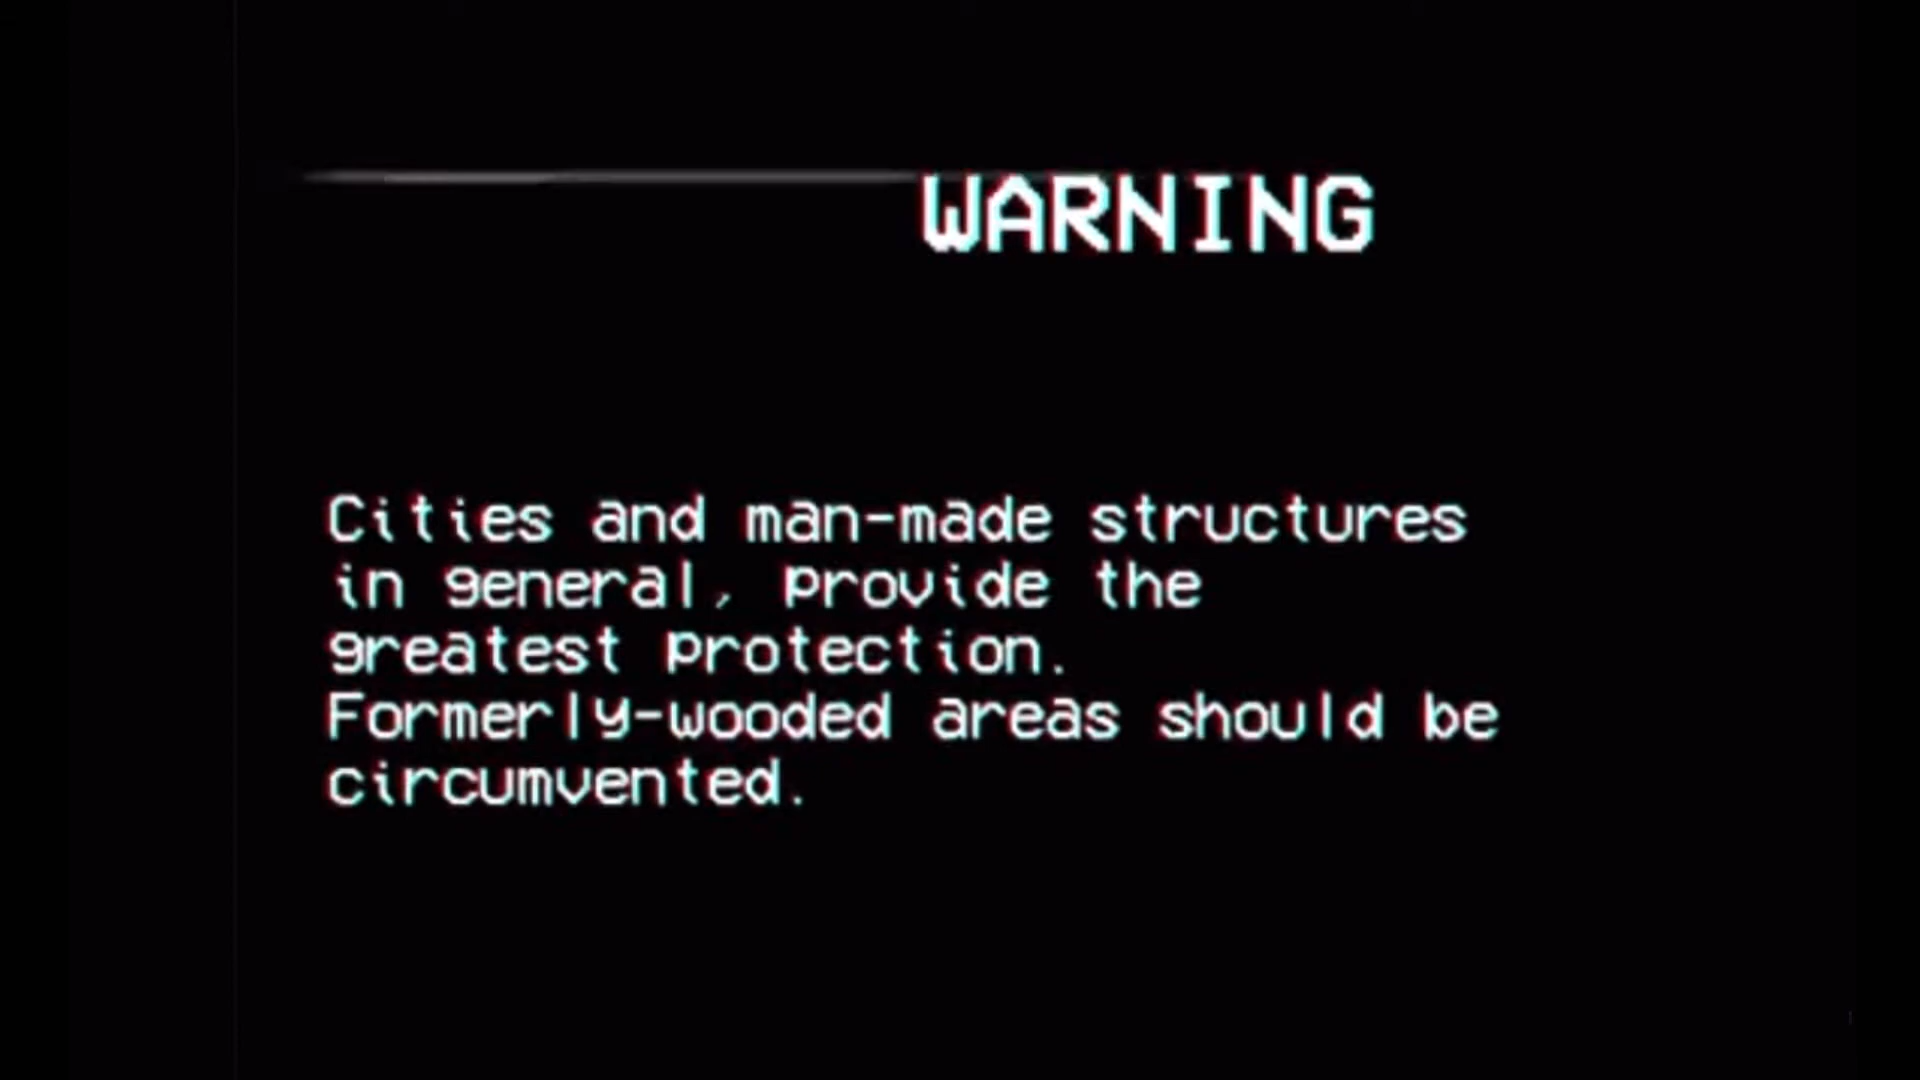 WARNING
Cities and man-made structures
in general, provide the
greatest protection.
Formerly-wooded areas should be
circumvented.